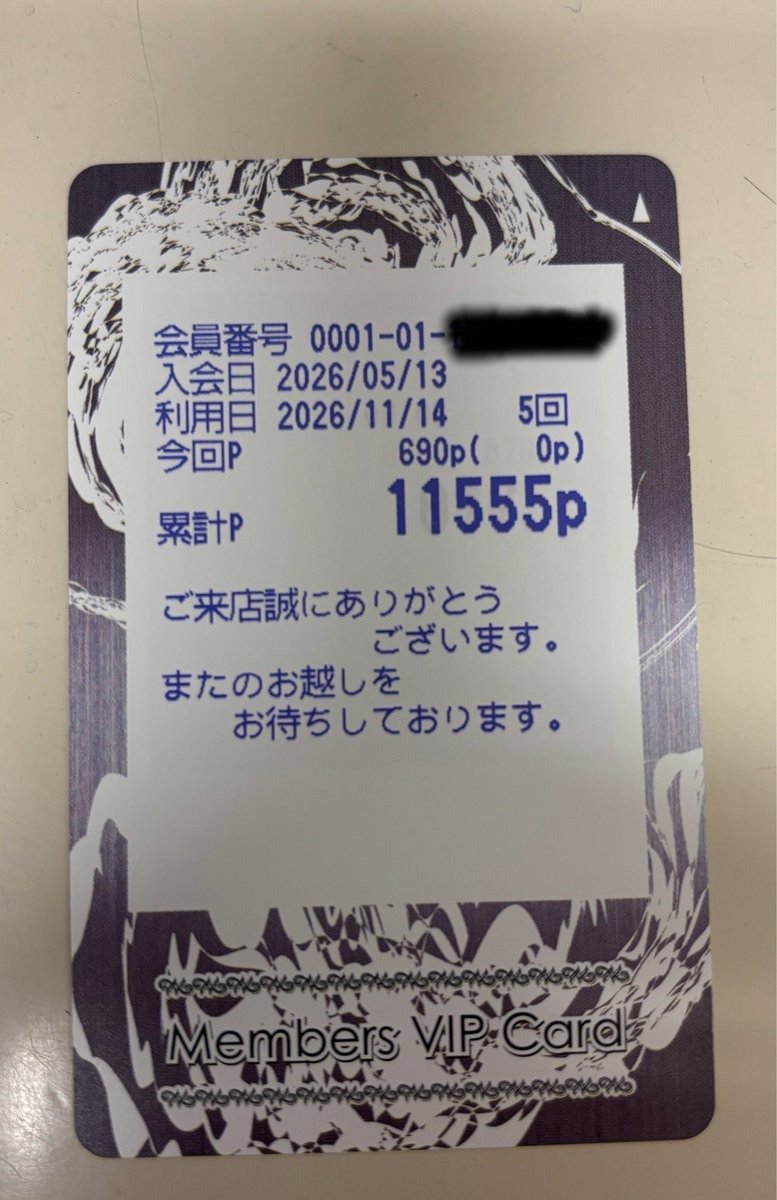 会員番号 0001-01-
入会日 2026/05/13
利用日 2026/11/14 5回
今回P 690p( 0p)
累計P 11555p
ご来店誠にありがとう
ございます。
またのお越しを
お待ちしております。
Members VIP Card